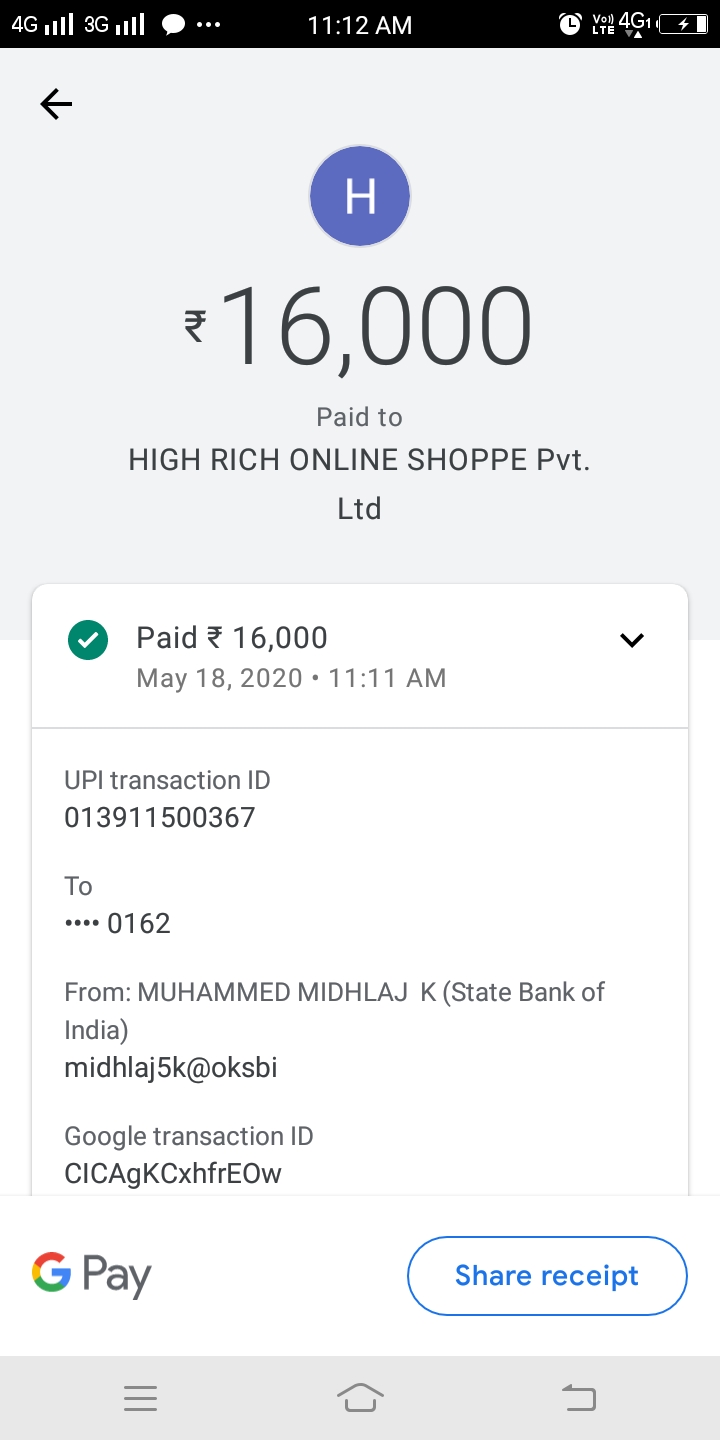 4G 3G 11:12 AM Vo)) LTE 4G1
H
₹16,000
Paid to
HIGH RICH ONLINE SHOPPE Pvt.
Ltd
Paid ₹ 16,000
May 18, 2020 • 11:11 AM
UPI transaction ID
013911500367
To
•••• 0162
From: MUHAMMED MIDHLAJ K (State Bank of
India)
midhlaj5k@oksbi
Google transaction ID
CICAgKCxhfrEOw
G Pay
Share receipt